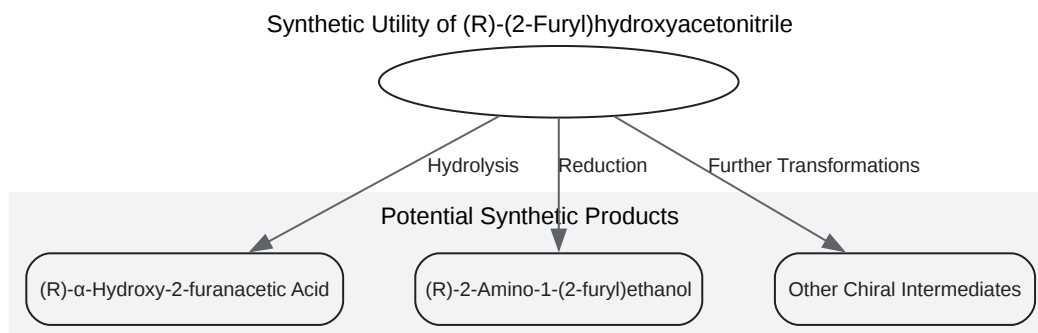 Synthetic Utility of (R)-(2-Furyl)hydroxyacetonitrile
Hydrolysis
Reduction
Further Transformations
Potential Synthetic Products
(R)-α-Hydroxy-2-furanacetic Acid
(R)-2-Amino-1-(2-furyl)ethanol
Other Chiral Intermediates